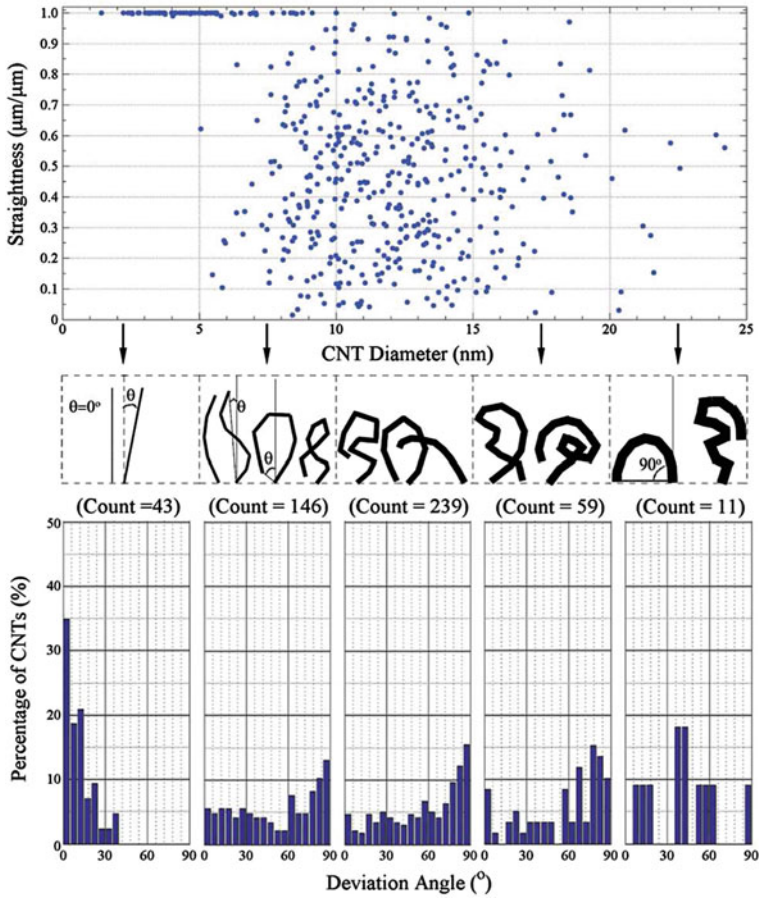 Straightness (µm/µm)
1.0
0.9
0.8
0.7
0.6
0.5
0.4
0.3
0.2
0.1
0
0 5 10 15 20 25
CNT Diameter (nm)
θ=0º θ θ θ 90º
(Count =43) (Count = 146) (Count = 239) (Count = 59) (Count = 11)
Percentage of CNTs (%)
50
40
30
20
10
0
0 30 60 90 0 30 60 90 0 30 60 90 0 30 60 90 0 30 60 90
Deviation Angle (º)